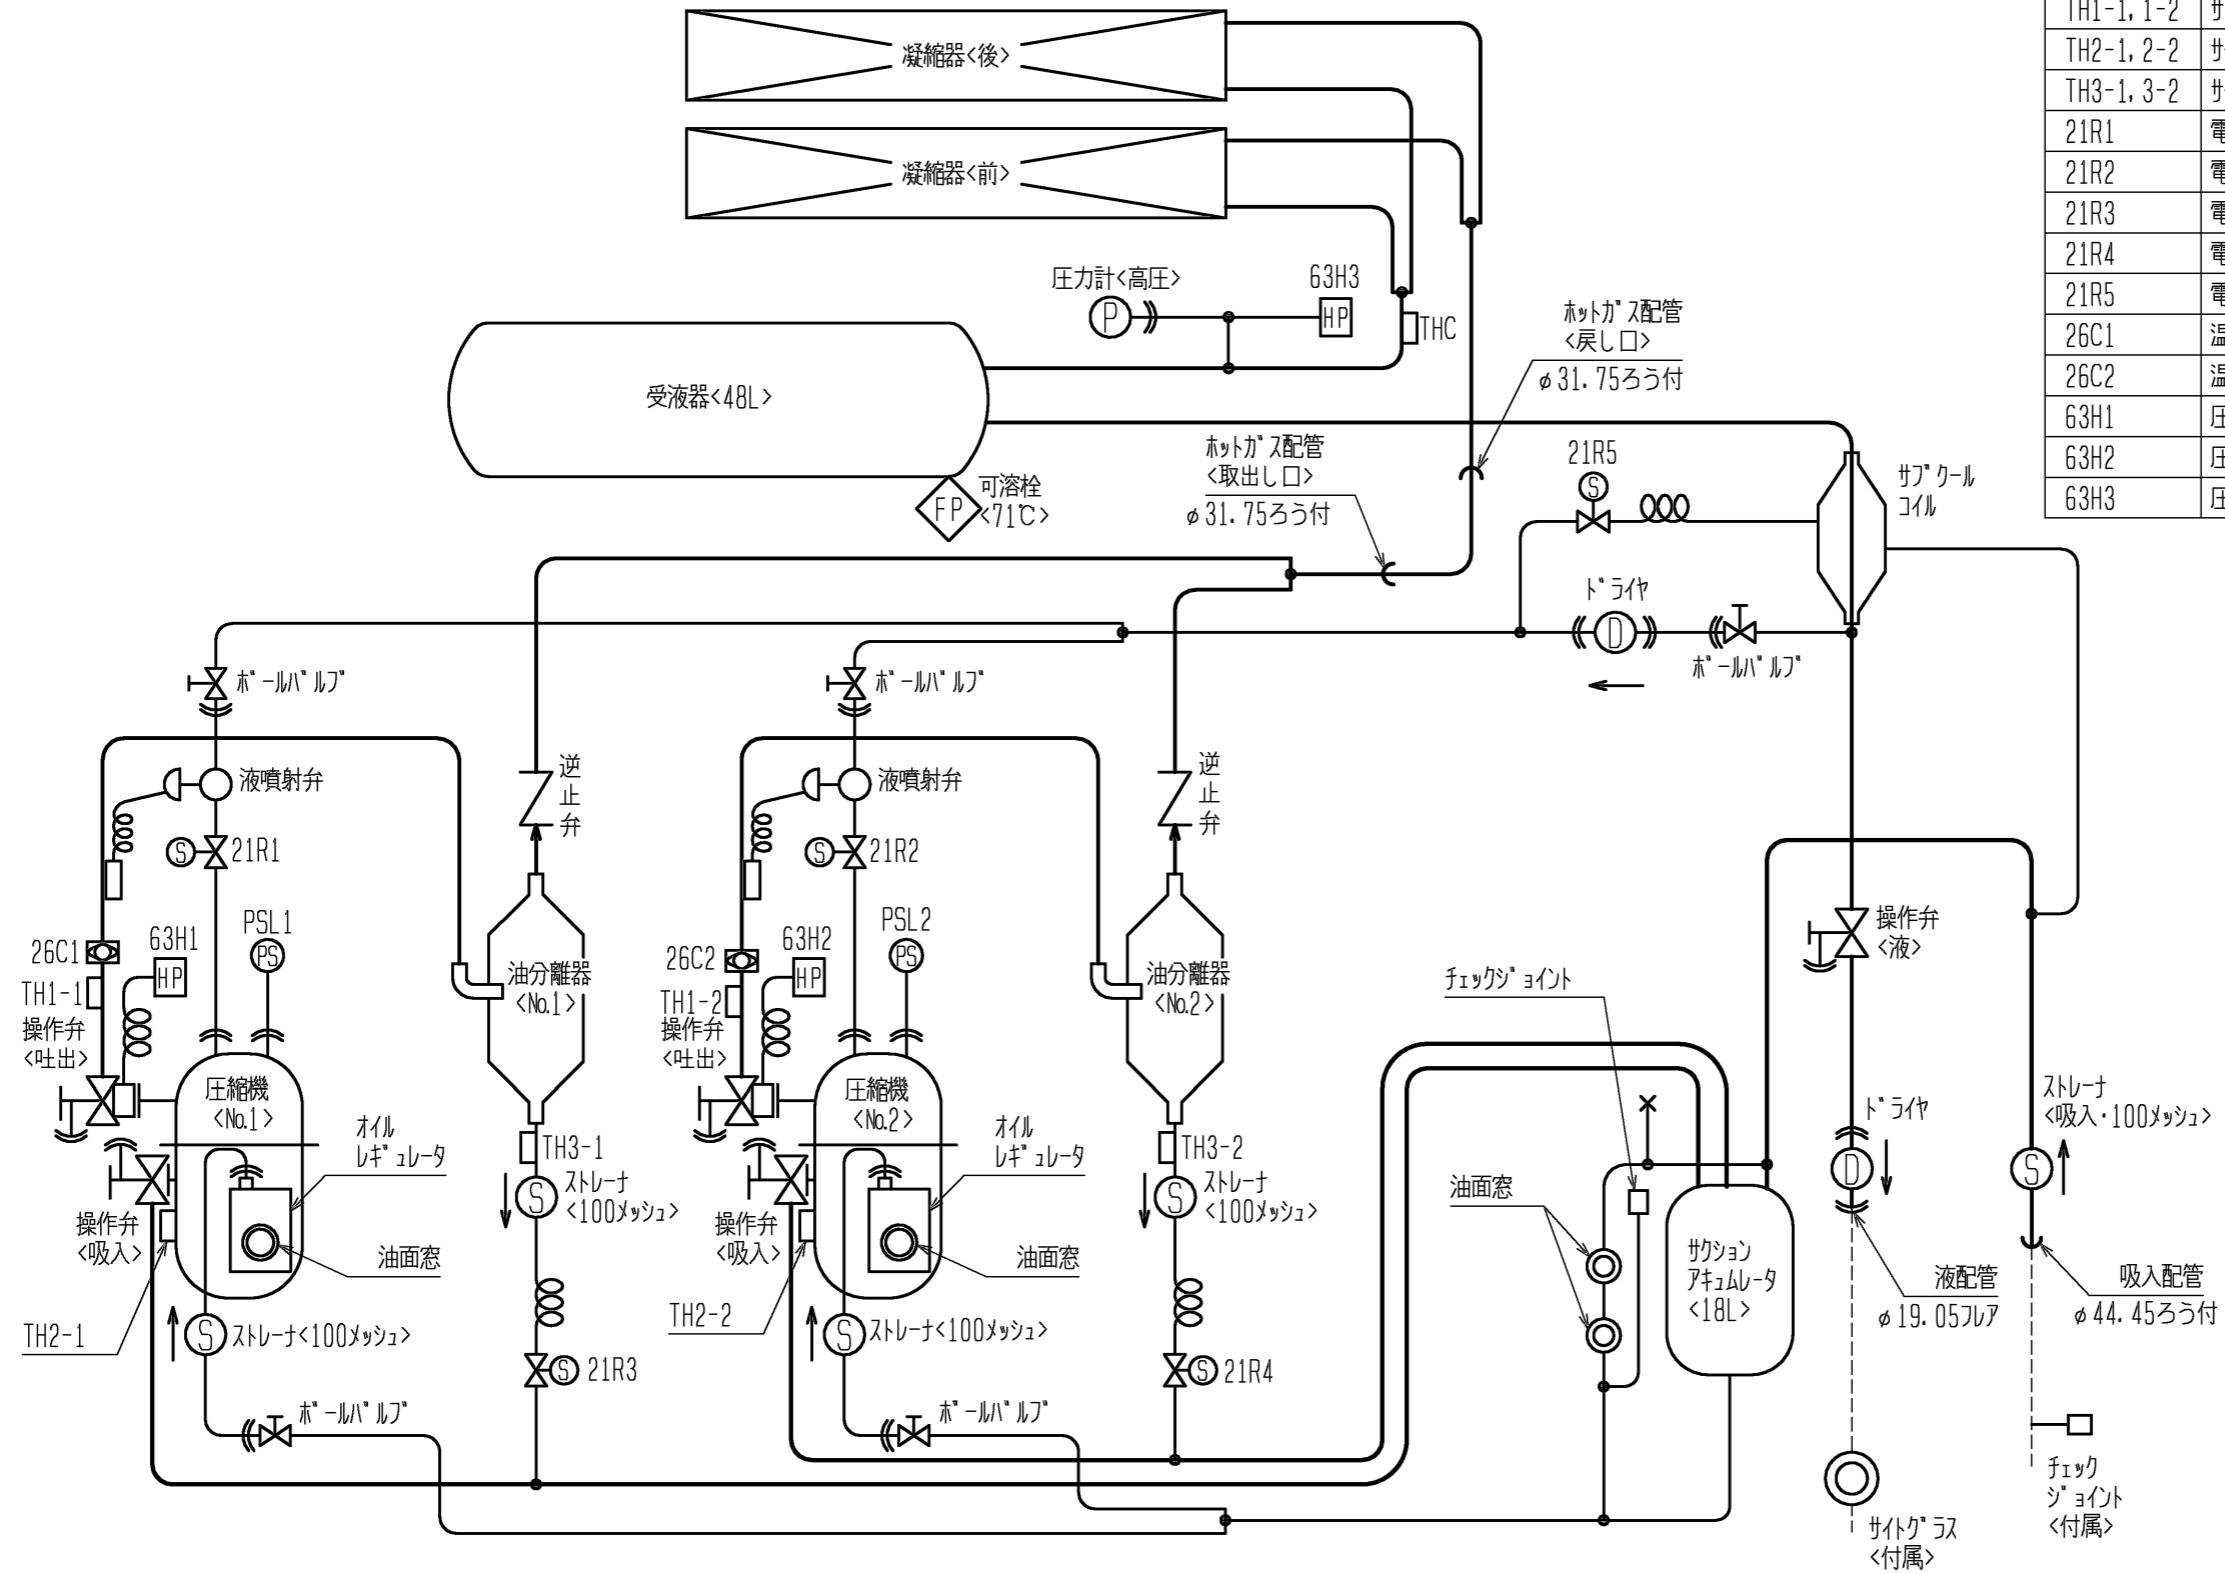 凝縮器<後>
凝縮器<前>
圧力計<高圧>
P
63H3
HP
THC
ホットガス配管
<戻し口>
φ31.75ろう付
受液器<48L>
FP
可溶栓
<71℃>
ホットガス配管
<取出し口>
φ31.75ろう付
21R5
S
サブクール
コイル
ドライヤ
D
ボールバルブ
ボールバルブ
ボールバルブ
液噴射弁
液噴射弁
逆
止
弁
逆
止
弁
S
21R1
S
21R2
26C1
63H1
HP
PSL1
PS
TH1-1
操作弁
<吐出>
油分離器
<No.1>
26C2
63H2
HP
PSL2
PS
TH1-2
操作弁
<吐出>
油分離器
<No.2>
圧縮機
<No.1>
オイル
レギュレータ
圧縮機
<No.2>
オイル
レギュレータ
TH3-1
S
ストレーナ
<100メッシュ>
TH3-2
S
ストレーナ
<100メッシュ>
操作弁
<吸入>
油面窓
操作弁
<吸入>
油面窓
TH2-1
S
ストレーナ<100メッシュ>
TH2-2
S
ストレーナ<100メッシュ>
S
21R3
S
21R4
ボールバルブ
ボールバルブ
チェックジョイント
油面窓
サクション
アキュムレータ
<18L>
操作弁
<液>
ドライヤ
D
ストレーナ
<吸入・100メッシュ>
S
液配管
φ19.05フレア
吸入配管
φ44.45ろう付
サイトグラス
<付属>
チェック
ジョイント
<付属>
TH1-1,1-2 サ
TH2-1,2-2 サ
TH3-1,3-2 サ
21R1 電
21R2 電
21R3 電
21R4 電
21R5 電
26C1 温
26C2 温
63H1 圧
63H2 圧
63H3 圧